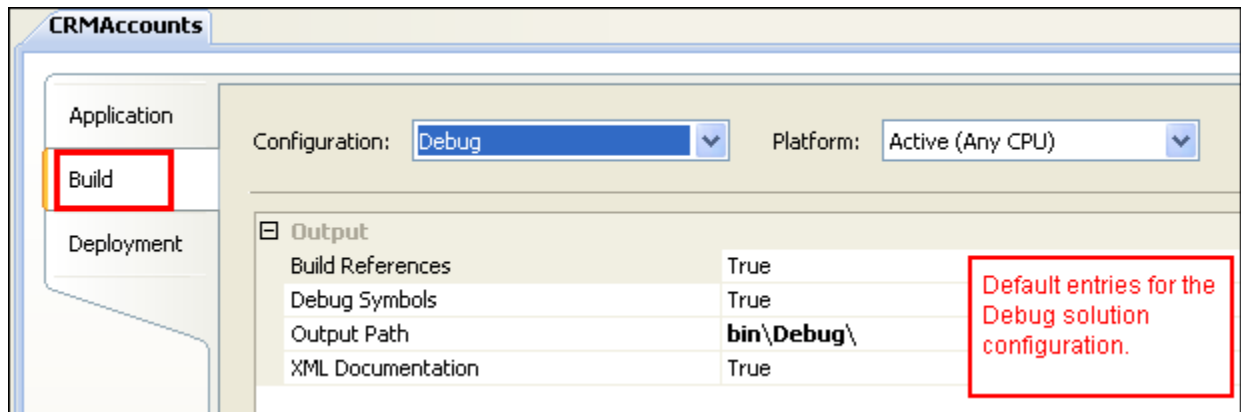 CRMAccounts
Application
Build
Deployment
Configuration: Debug Platform: Active (Any CPU)
Output
Build References True
Debug Symbols True
Output Path bin\Debug\
XML Documentation True
Default entries for the
Debug solution
configuration.